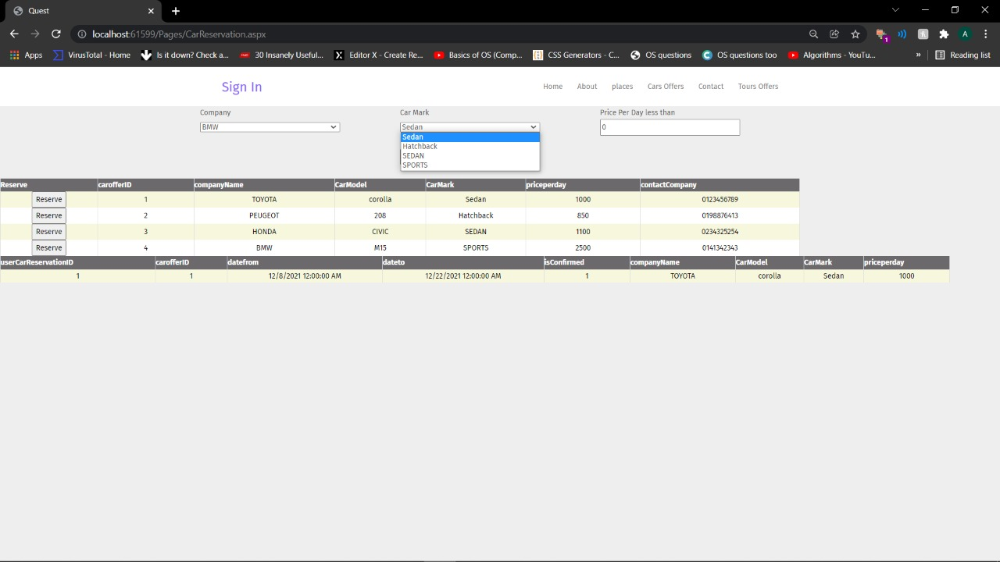 Quest
localhost:61599/Pages/CarReservation.aspx
1
A
Apps VirusTotal - Home Is it down? Check a... 30 Insanely Useful... Editor X - Create Re... Basics of OS (Comp... CSS Generators - C... OS questions OS questions too Algorithms - YouTu... » Reading list
Sign In Home About places Cars Offers Contact Tours Offers
Company Car Mark Price Per Day less than
BMW Sedan 0
Sedan
Hatchback
SEDAN
SPORTS
Reserve carofferID companyName CarModel CarMark priceperday contactCompany
Reserve 1 TOYOTA corolla Sedan 1000 0123456789
Reserve 2 PEUGEOT 208 Hatchback 850 0198876413
Reserve 3 HONDA CIVIC SEDAN 1100 0234325254
Reserve 4 BMW M15 SPORTS 2500 0141342343
userCarReservationID carofferID datefrom dateto isConfirmed companyName CarModel CarMark priceperday
1 1 12/8/2021 12:00:00 AM 12/22/2021 12:00:00 AM 1 TOYOTA corolla Sedan 1000